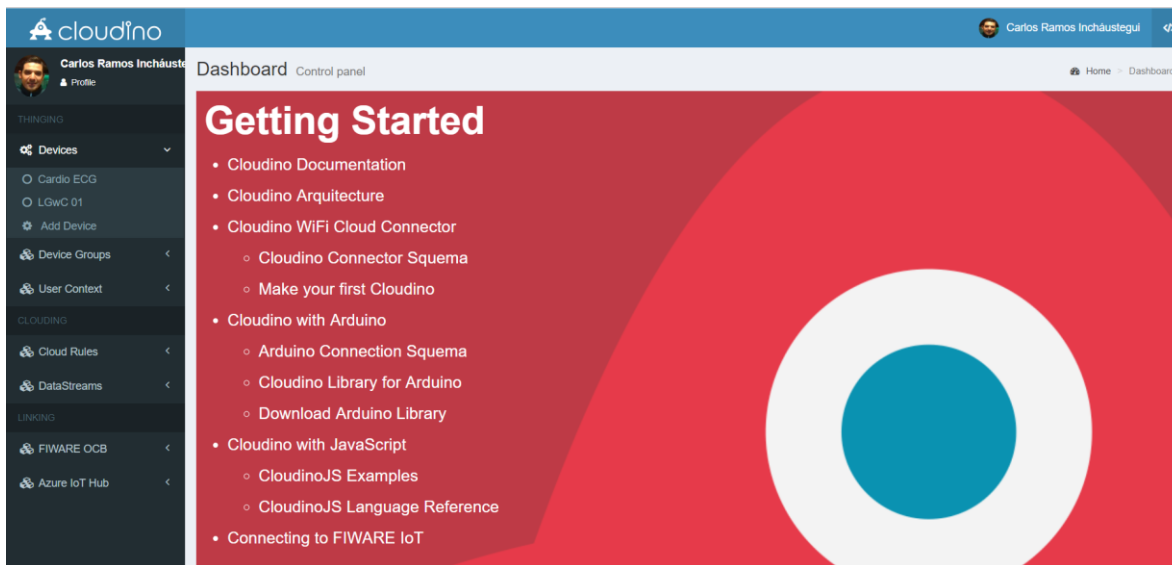 cloudino
Carlos Ramos Incháustegui
Carlos Ramos Incháuste
Profile
Dashboard Control panel
Home > Dashboard
THINGING
Devices
Cardio ECG
LGwC 01
Add Device
Device Groups
User Context
CLOUDING
Cloud Rules
DataStreams
LINKING
FIWARE OCB
Azure IoT Hub
Getting Started
• Cloudino Documentation
• Cloudino Arquitecture
• Cloudino WiFi Cloud Connector
◦ Cloudino Connector Squema
◦ Make your first Cloudino
• Cloudino with Arduino
◦ Arduino Connection Squema
◦ Cloudino Library for Arduino
◦ Download Arduino Library
• Cloudino with JavaScript
◦ CloudinoJS Examples
◦ CloudinoJS Language Reference
• Connecting to FIWARE IoT